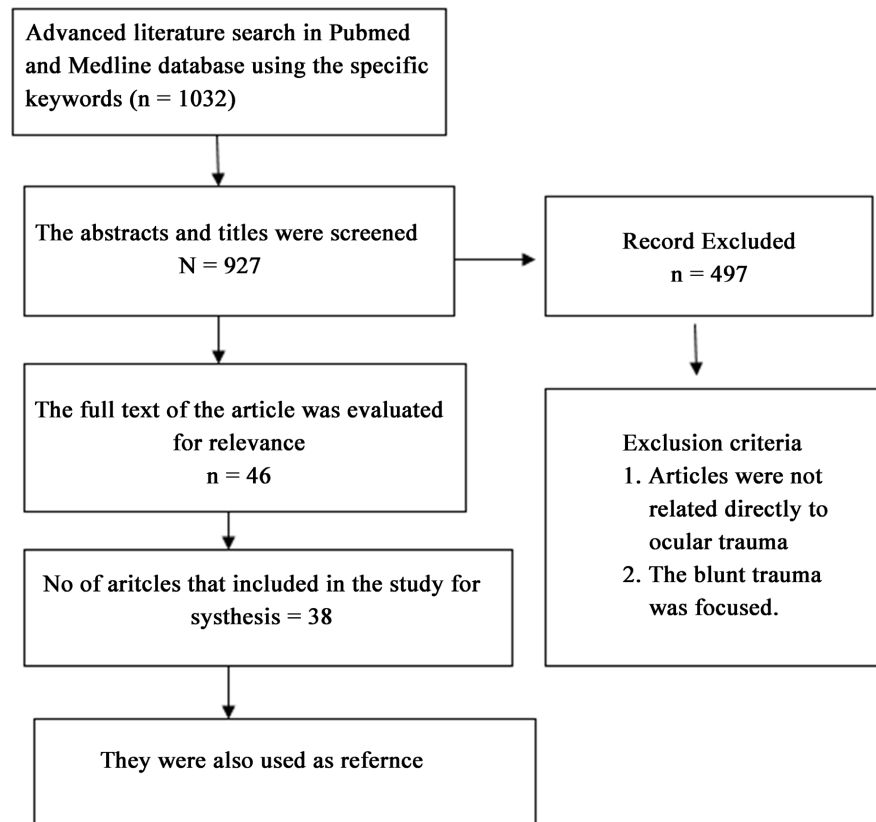 Advanced literature search in Pubmed
and Medline database using the specific
keywords (n = 1032)
The abstracts and titles were screened
N = 927
Record Excluded
n = 497
The full text of the article was evaluated
for relevance
n = 46
Exclusion criteria
1. Articles were not
related directly to
ocular trauma
2. The blunt trauma
was focused.
No of aritcles that included in the study for
systhesis = 38
They were also used as refernce